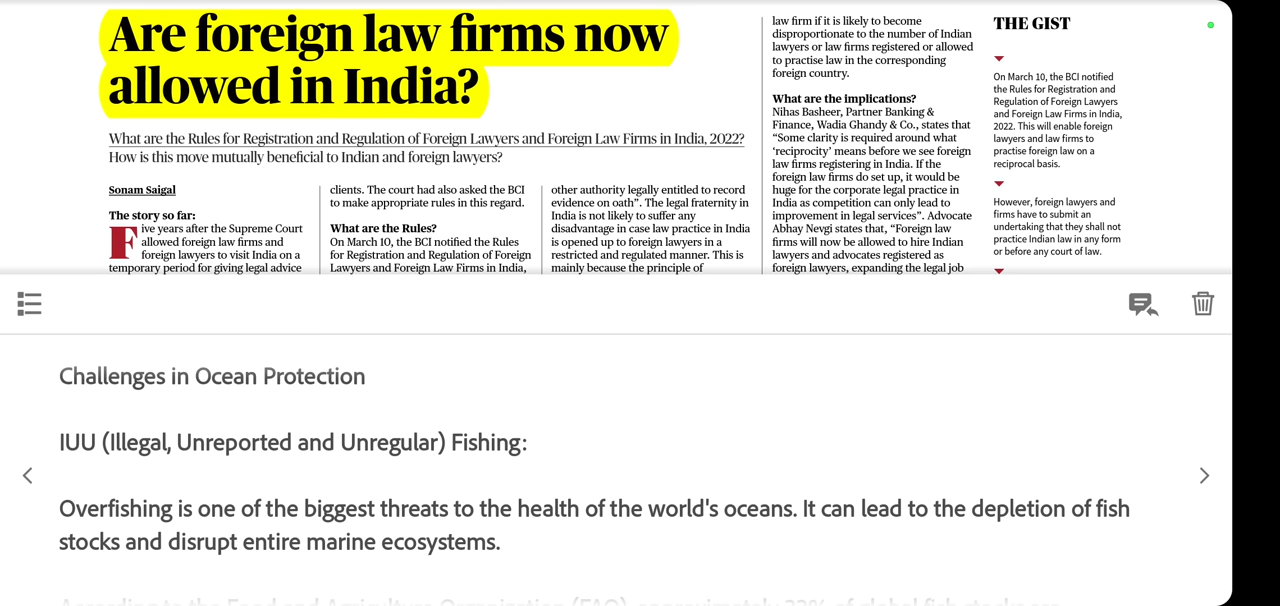 Are foreign law firms now
allowed in India?
What are the Rules for Registration and Regulation of Foreign Lawyers and Foreign Law Firms in India, 2022?
How is this move mutually beneficial to Indian and foreign lawyers?
Sonam Saigal
The story so far:
Five years after the Supreme Court
allowed foreign law firms and
foreign lawyers to visit India on a
temporary period for giving legal advice
clients. The court had also asked the BCI
to make appropriate rules in this regard.
What are the Rules?
On March 10, the BCI notified the Rules
for Registration and Regulation of Foreign
Lawyers and Foreign Law Firms in India,
other authority legally entitled to record
evidence on oath”. The legal fraternity in
India is not likely to suffer any
disadvantage in case law practice in India
is opened up to foreign lawyers in a
restricted and regulated manner. This is
mainly because the principle of
law firm if it is likely to become
disproportionate to the number of Indian
lawyers or law firms registered or allowed
to practise law in the corresponding
foreign country.
What are the implications?
Nihas Basheer, Partner Banking &
Finance, Wadia Ghandy & Co., states that
“Some clarity is required around what
‘reciprocity’ means before we see foreign
law firms registering in India. If the
foreign law firms do set up, it would be
huge for the corporate legal practice in
India as competition can only lead to
improvement in legal services”. Advocate
Abhay Nevgi states that, “Foreign law
firms will now be allowed to hire Indian
lawyers and advocates registered as
foreign lawyers, expanding the legal job
THE GIST
On March 10, the BCI notified
the Rules for Registration and
Regulation of Foreign Lawyers
and Foreign Law Firms in India,
2022. This will enable foreign
lawyers and law firms to
practise foreign law on a
reciprocal basis.
However, foreign lawyers and
firms have to submit an
undertaking that they shall not
practice Indian law in any form
or before any court of law.
Challenges in Ocean Protection
IUU (Illegal, Unreported and Unregular) Fishing:
Overfishing is one of the biggest threats to the health of the world's oceans. It can lead to the depletion of fish
stocks and disrupt entire marine ecosystems.
According to the Food and Agriculture Organization (FAO), approximately 33% of global fish stocks are